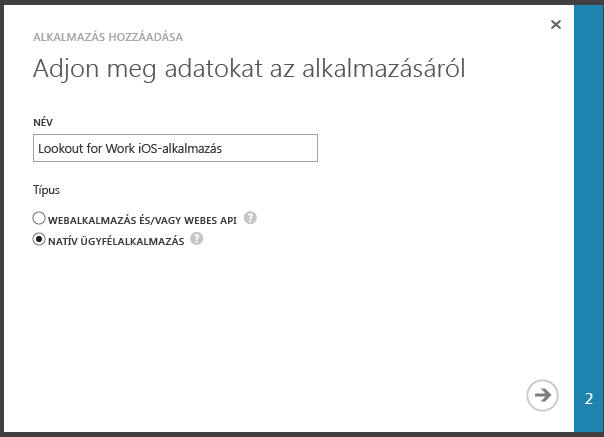 ALKALMAZÁS HOZZÁADÁSA
Adjon meg adatokat az alkalmazásáról
NÉV
Lookout for Work iOS-alkalmazás
Típus
WEBALKALMAZÁS ÉS/VAGY WEBES API ?
NATÍV ÜGYFÉLALKALMAZÁS ?
2